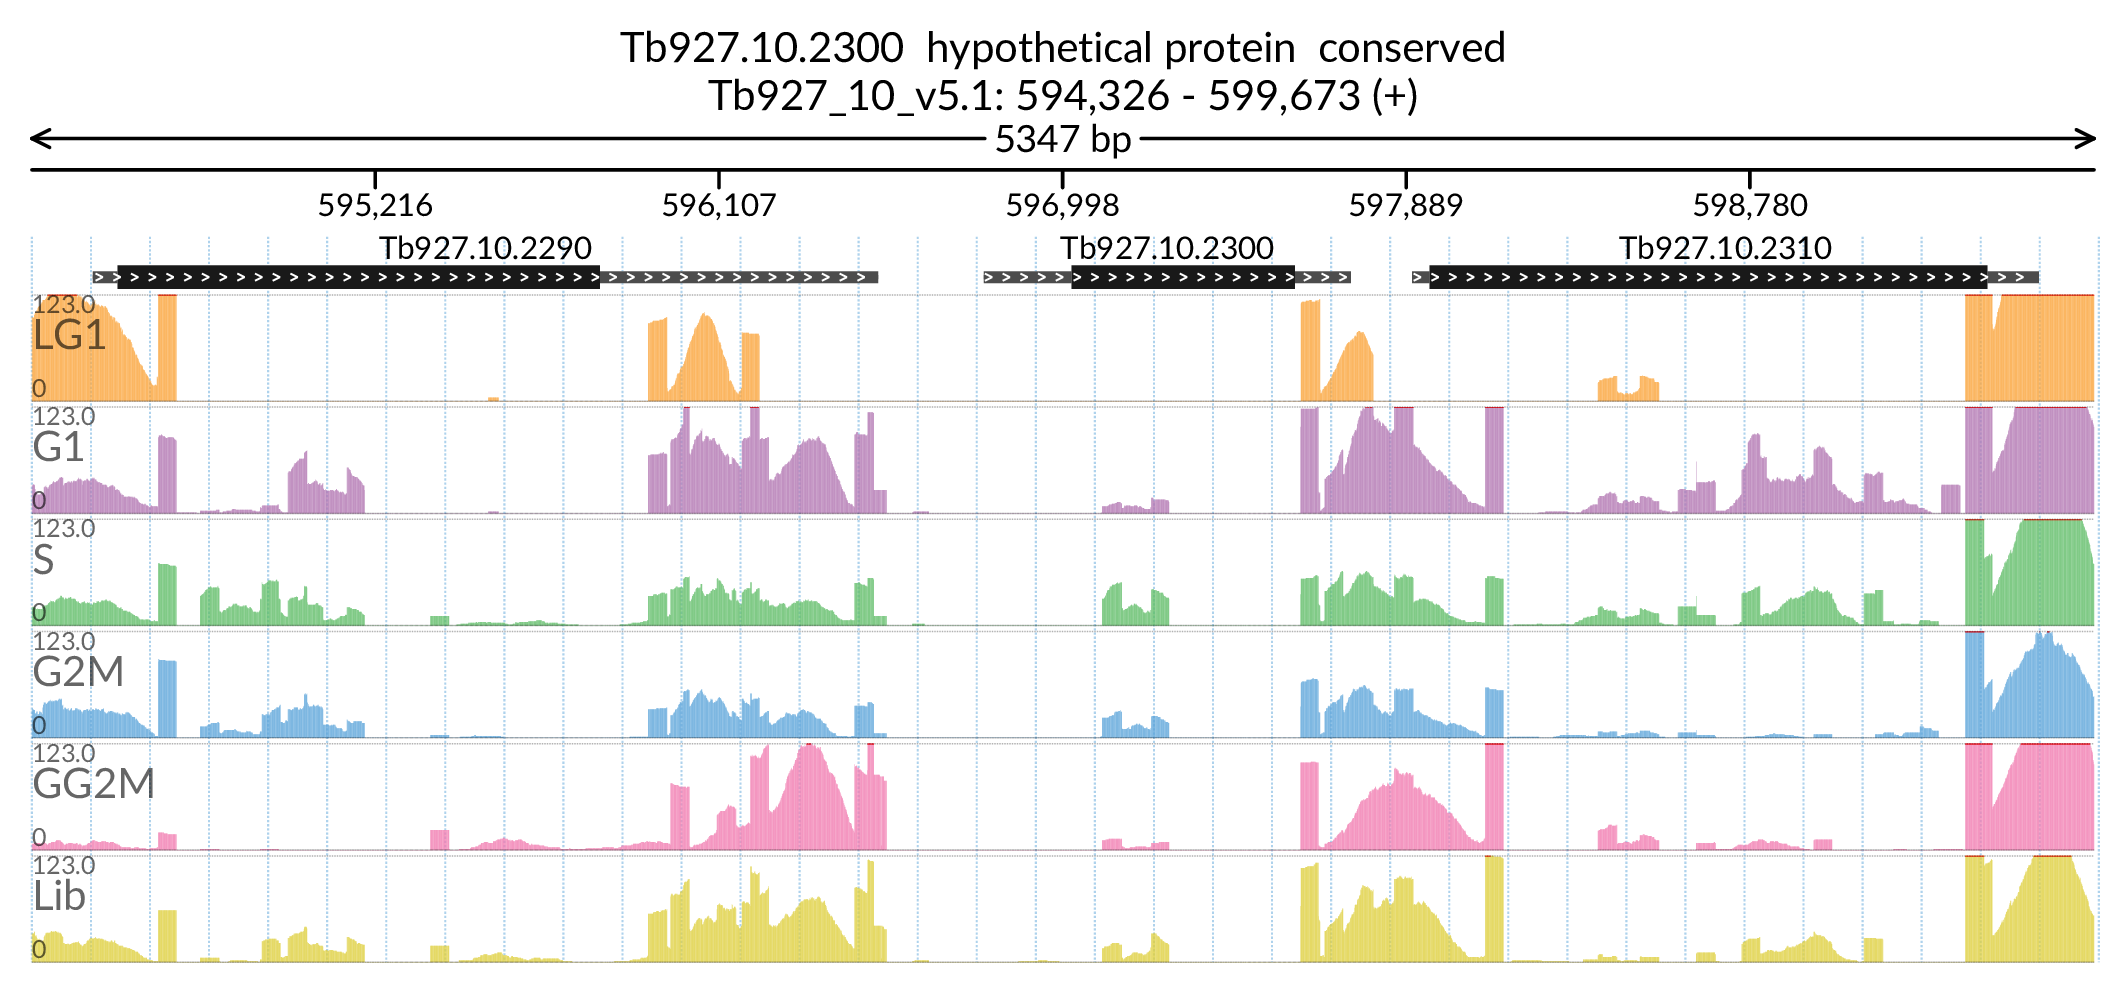 Tb927.10.2300 hypothetical protein conserved
Tb927_10_v5.1: 594,326 - 599,673 (+)
5347 bp
595,216 596,107 596,998 597,889 598,780
Tb927.10.2290 Tb927.10.2300 Tb927.10.2310
123.0
LG1
0
123.0
G1
0
123.0
S
0
123.0
G2M
0
123.0
GG2M
0
123.0
Lib
0